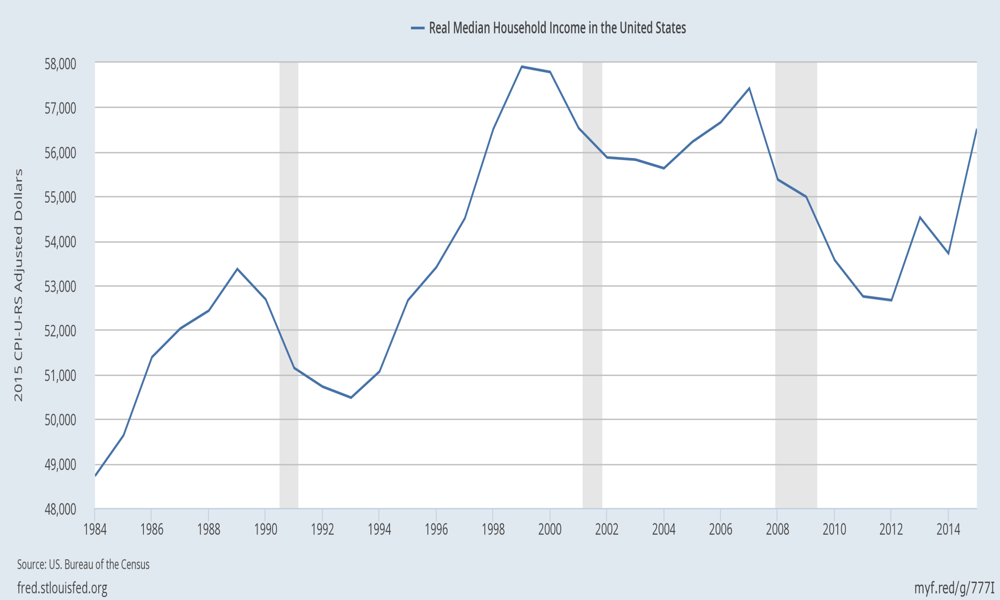 Real Median Household Income in the United States
58,000
57,000
56,000
55,000
54,000
53,000
52,000
51,000
50,000
49,000
48,000
2015 CPI-U-RS Adjusted Dollars
1984 1986 1988 1990 1992 1994 1996 1998 2000 2002 2004 2006 2008 2010 2012 2014
Source: US. Bureau of the Census
fred.stlouisfed.org
myf.red/g/777I